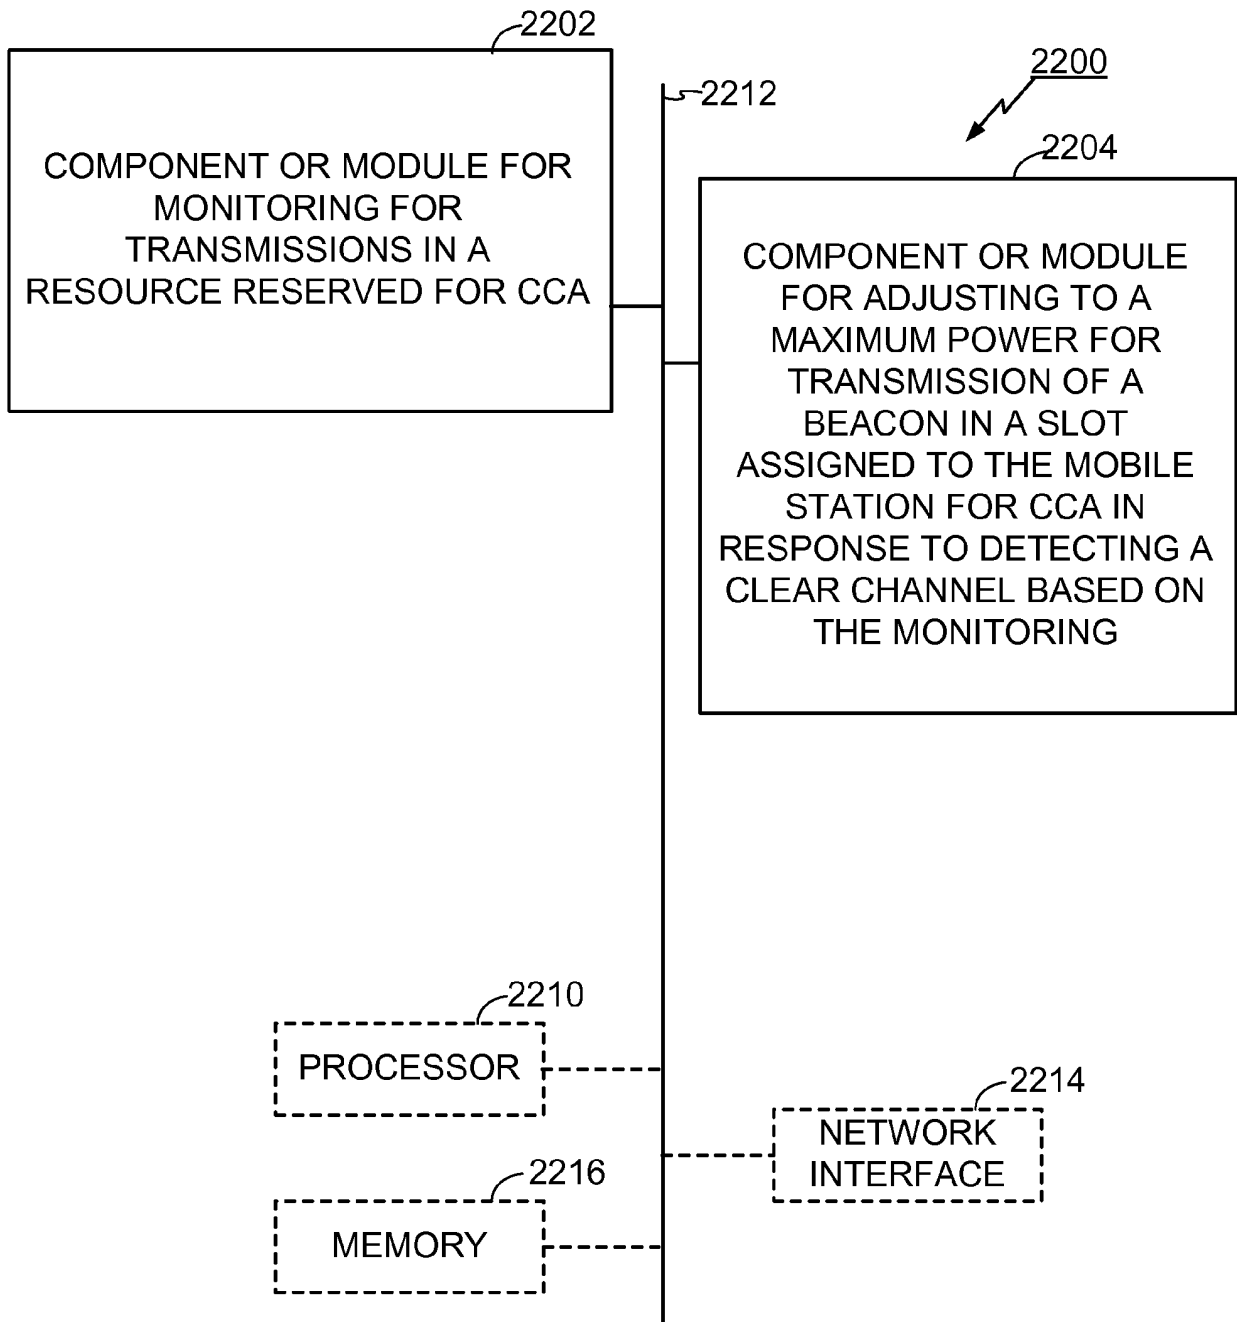 2202
2212
2200
2204
COMPONENT OR MODULE FOR
MONITORING FOR
TRANSMISSIONS IN A
RESOURCE RESERVED FOR CCA
COMPONENT OR MODULE
FOR ADJUSTING TO A
MAXIMUM POWER FOR
TRANSMISSION OF A
BEACON IN A SLOT
ASSIGNED TO THE MOBILE
STATION FOR CCA IN
RESPONSE TO DETECTING A
CLEAR CHANNEL BASED ON
THE MONITORING
2210
PROCESSOR
2214
NETWORK
INTERFACE
2216
MEMORY